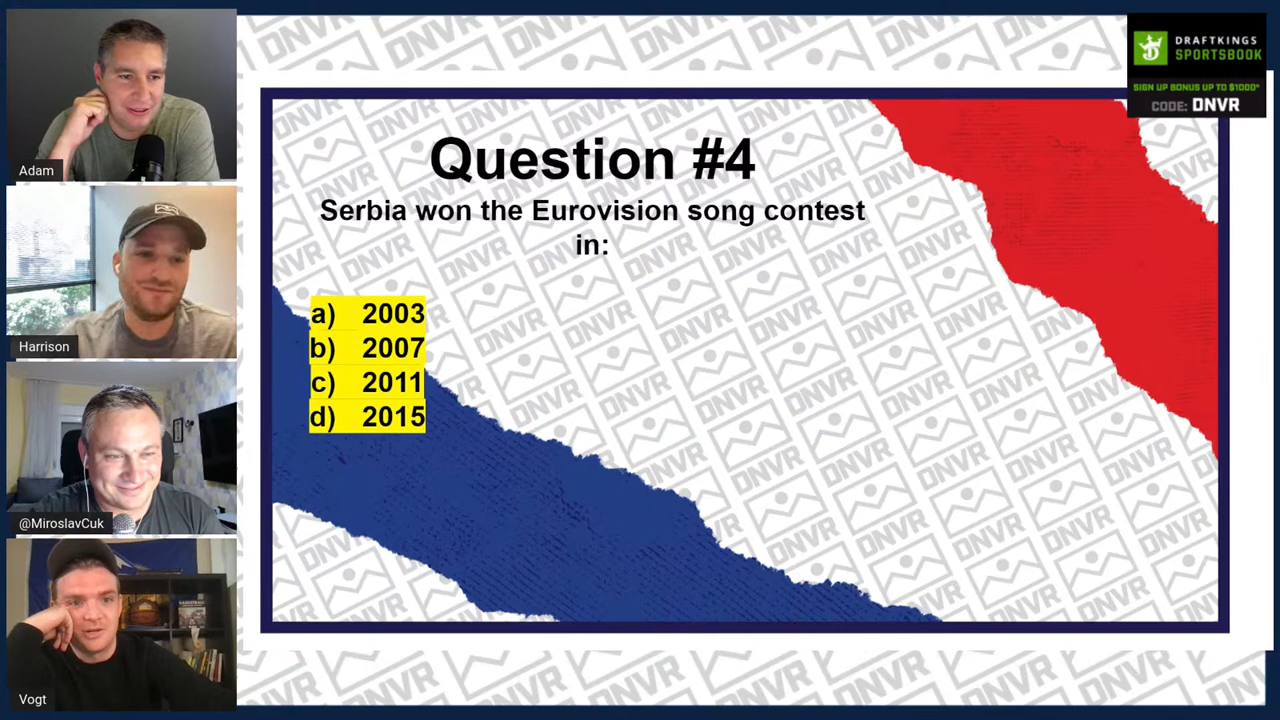 DRAFTKINGS
SPORTSBOOK
SIGN UP BONUS UP TO $1000*
CODE: DNVR
Question #4
Serbia won the Eurovision song contest
in:
a) 2003
b) 2007
c) 2011
d) 2015
Adam
Harrison
@MiroslavCuk
Vogt
DNVR